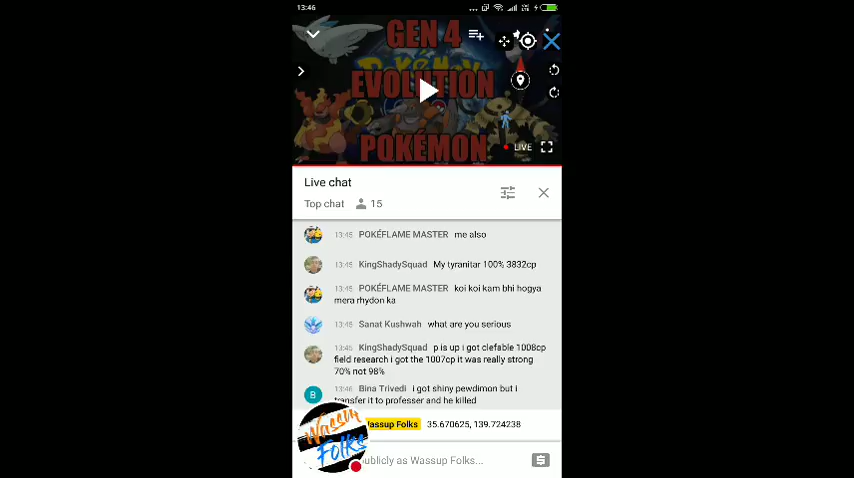 13:46
GEN 4
EVOLUTION
POKÉMON
LIVE
Live chat
Top chat 15
13:45 POKÉFLAME MASTER me also
13:45 KingShadySquad My tyranitar 100% 3832cp
13:45 POKÉFLAME MASTER koi koi kam bhi hogya
mera rhydon ka
13:45 Sanat Kushwah what are you serious
13:45 KingShadySquad p is up i got clefable 1008cp
field research i got the 1007cp it was really strong
70% not 98%
B
13:46 Bina Trivedi i got shiny pewdimon but i
transfer it to professer and he killed
Wassup Folks 35.670625, 139.724238
Wassup
Folks
publicly as Wassup Folks...